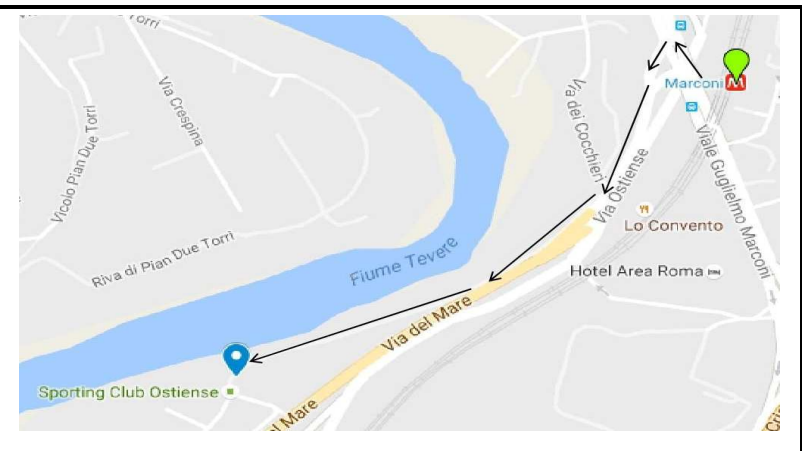 Torri
Via Crespina
Vicolo Pian Due Torri
Riva di Pian Due Torri
Fiume Tevere
Via dei Cocchieri
Marconi
M
Viale Guglielmo Marconi
Via Ostiense
Lo Convento
Hotel Area Roma
Via del Mare
Sporting Club Ostiense
el Mare